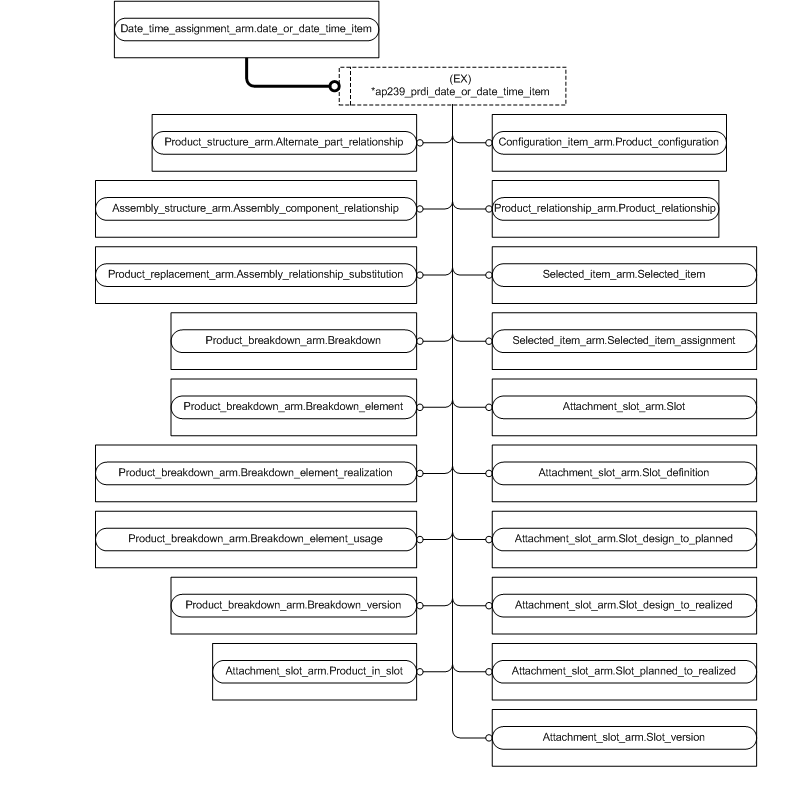 Date_time_assignment_arm.date_or_date_time_item
(EX)
*ap239_prdi_date_or_date_time_item
Product_structure_arm.Alternate_part_relationship
Configuration_item_arm.Product_configuration
Assembly_structure_arm.Assembly_component_relationship
Product_relationship_arm.Product_relationship
Product_replacement_arm.Assembly_relationship_substitution
Selected_item_arm.Selected_item
Product_breakdown_arm.Breakdown
Selected_item_arm.Selected_item_assignment
Product_breakdown_arm.Breakdown_element
Attachment_slot_arm.Slot
Product_breakdown_arm.Breakdown_element_realization
Attachment_slot_arm.Slot_definition
Product_breakdown_arm.Breakdown_element_usage
Attachment_slot_arm.Slot_design_to_planned
Product_breakdown_arm.Breakdown_version
Attachment_slot_arm.Slot_design_to_realized
Attachment_slot_arm.Product_in_slot
Attachment_slot_arm.Slot_planned_to_realized
Attachment_slot_arm.Slot_version